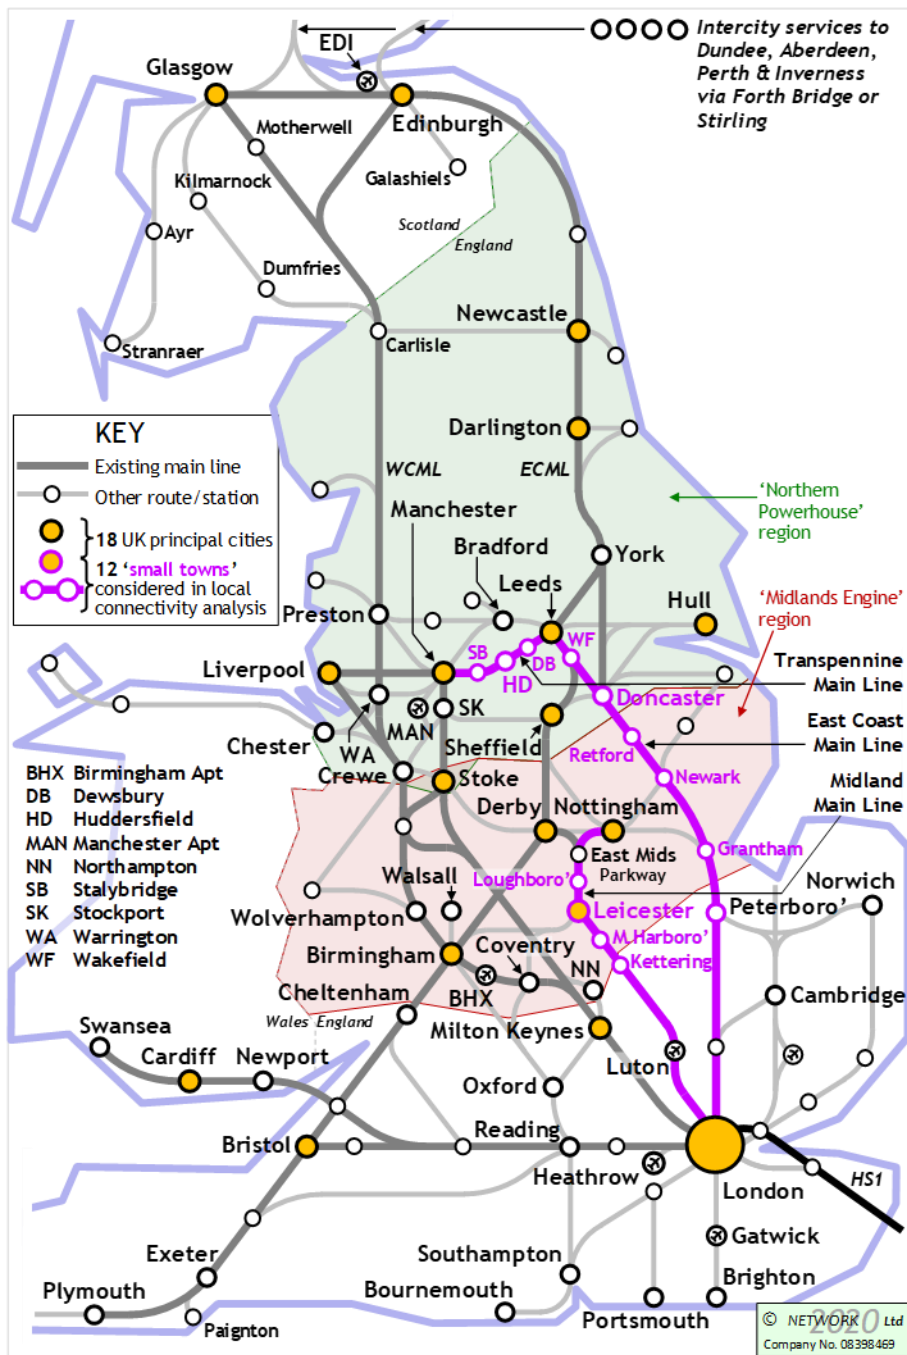 Intercity services to
Dundee, Aberdeen,
Perth & Inverness
via Forth Bridge or
Stirling
EDI
Glasgow
Edinburgh
Motherwell
Galashiels
Kilmarnock
Ayr
Scotland
England
Dumfries
Newcastle
Stranraer
Carlisle
KEY
Existing main line
Other route/station
18 UK principal cities
12 ‘small towns’
considered in local
connectivity analysis
Darlington
WCML
ECML
‘Northern
Powerhouse’
region
Manchester
Bradford
Leeds
York
Hull
‘Midlands Engine’
region
Preston
SB
WF
DB
HD
Liverpool
Transpennine
Main Line
Doncaster
SK
MAN
Chester
WA
Sheffield
Retford
East Coast
Main Line
Crewe
Stoke
Newark
Midland
Main Line
BHX Birmingham Apt
DB Dewsbury
HD Huddersfield
MAN Manchester Apt
NN Northampton
SB Stalybridge
SK Stockport
WA Warrington
WF Wakefield
Derby
Nottingham
East Mids
Parkway
Grantham
Loughboro’
Walsall
Norwich
Wolverhampton
Leicester
Peterboro’
Birmingham
Coventry
M.Harboro’
Kettering
BHX
NN
Cheltenham
Cambridge
Wales England
Milton Keynes
Swansea
Cardiff
Newport
Luton
Oxford
Bristol
Reading
Heathrow
London
HS1
Gatwick
Exeter
Southampton
Plymouth
Bournemouth
Brighton
Paignton
Portsmouth
© NETWORK 2020 Ltd
Company No. 08398469